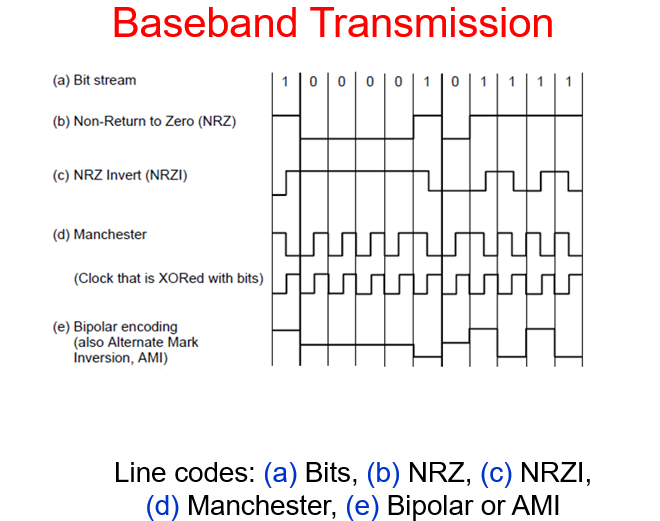 Baseband Transmission
(a) Bit stream 1 0 0 0 0 1 0 1 1 1 1
(b) Non-Return to Zero (NRZ)
(c) NRZ Invert (NRZI)
(d) Manchester
(Clock that is XORed with bits)
(e) Bipolar encoding
(also Alternate Mark
Inversion, AMI)
Line codes: (a) Bits, (b) NRZ, (c) NRZI,
(d) Manchester, (e) Bipolar or AMI